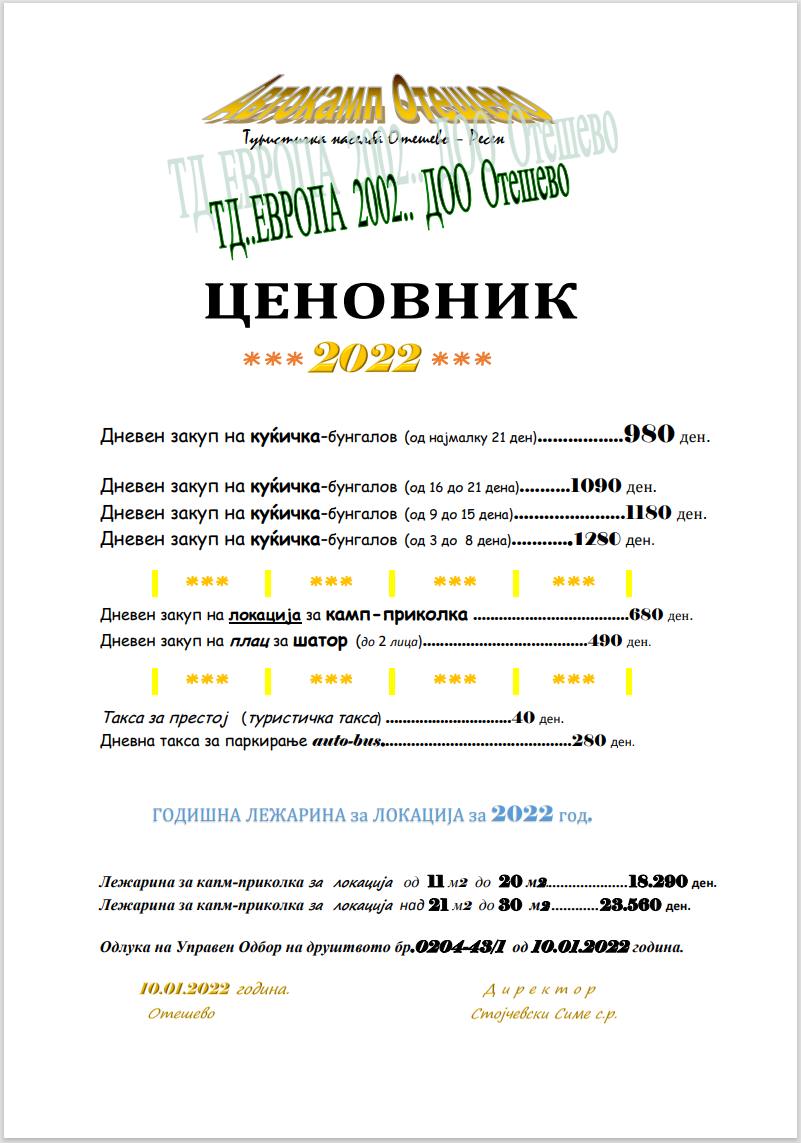 Автокамп Отешево
Туристичка населба Отешево – Ресен
ТД..ЕВРОПА 2002.. ДОО Отешево
ЦЕНОВНИК
*** 2022 ***
Дневен закуп на куќичка-бунгалов (од најмалку 21 ден).................980 ден.
Дневен закуп на куќичка-бунгалов (од 16 до 21 дена)..........1090 ден.
Дневен закуп на куќичка-бунгалов (од 9 до 15 дена)......................1180 ден.
Дневен закуп на куќичка-бунгалов (од 3 до 8 дена)............1280 ден.
| *** | *** | *** | *** |
Дневен закуп на локација за камп-приколка ..................................680 ден.
Дневен закуп на плац за шатор (до 2 лица)....................................490 ден.
| *** | *** | *** | *** |
Такса за престој (туристичка такса) ..............................40 ден.
Дневна такса за паркирање auto-bus.............................................280 ден.
ГОДИШНА ЛЕЖАРИНА за ЛОКАЦИЈА за 2022 год.
Лежарина за капм-приколка за локација од 11 м2 до 20 м2......................18.290 ден.
Лежарина за капм-приколка за локација над 21 м2 до 30 м2............23.560 ден.
Одлука на Управен Одбор на друштвото бр.0204-43/1 од 10.01.2022 година.
10.01.2022 година. Д и р е к т о р
Отешево Стојчевски Симе с.р.